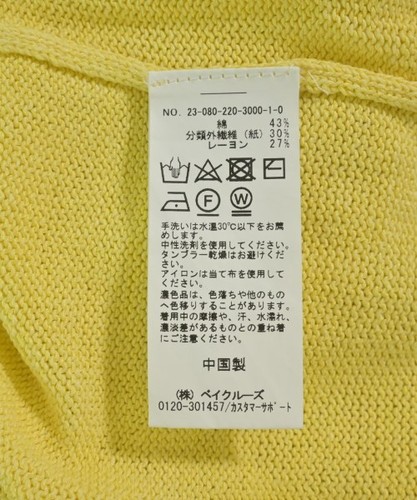 NO. 23-080-220-3000-1-0
綿 43%
分類外繊維(紙)30%
レーヨン 27%
F W
手洗いは水温30℃以下をお薦
めします。
中性洗剤を使用してください。
タンブラー乾燥はお避けくださ
い。
アイロンは当て布を使用してく
ださい。
濃色品は、色落ちや他のもの
へ色移りすることがあります。
着用中の摩擦や、汗、水濡れ、
濃淡差があるものとの重ね着
にご注意ください。
中国製
(株)ベイクルーズ
0120-301457/カスタマーサポート